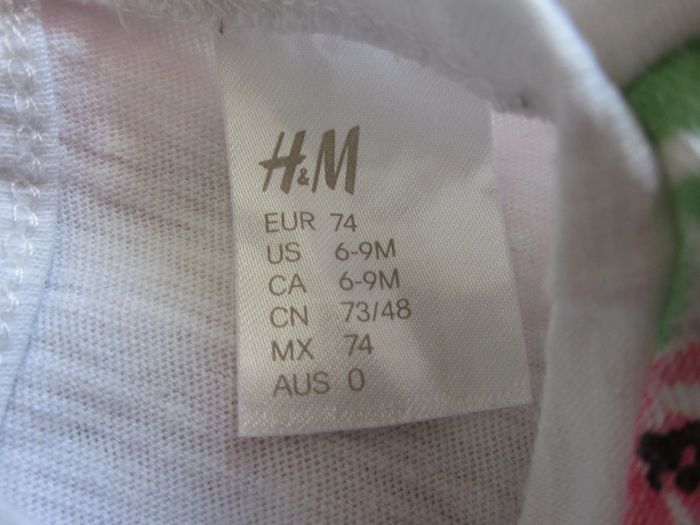 H&M
EUR 74
US 6-9M
CA 6-9M
CN 73/48
MX 74
AUS 0